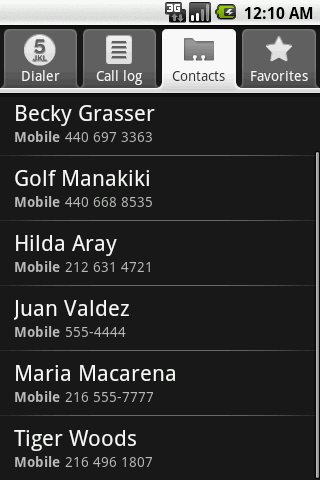 3G 12:10 AM
5
JKL
Dialer Call log Contacts Favorites
Becky Grasser
Mobile 440 697 3363
Golf Manakiki
Mobile 440 668 8535
Hilda Aray
Mobile 212 631 4721
Juan Valdez
Mobile 555-4444
Maria Macarena
Mobile 216 555-7777
Tiger Woods
Mobile 216 496 1807